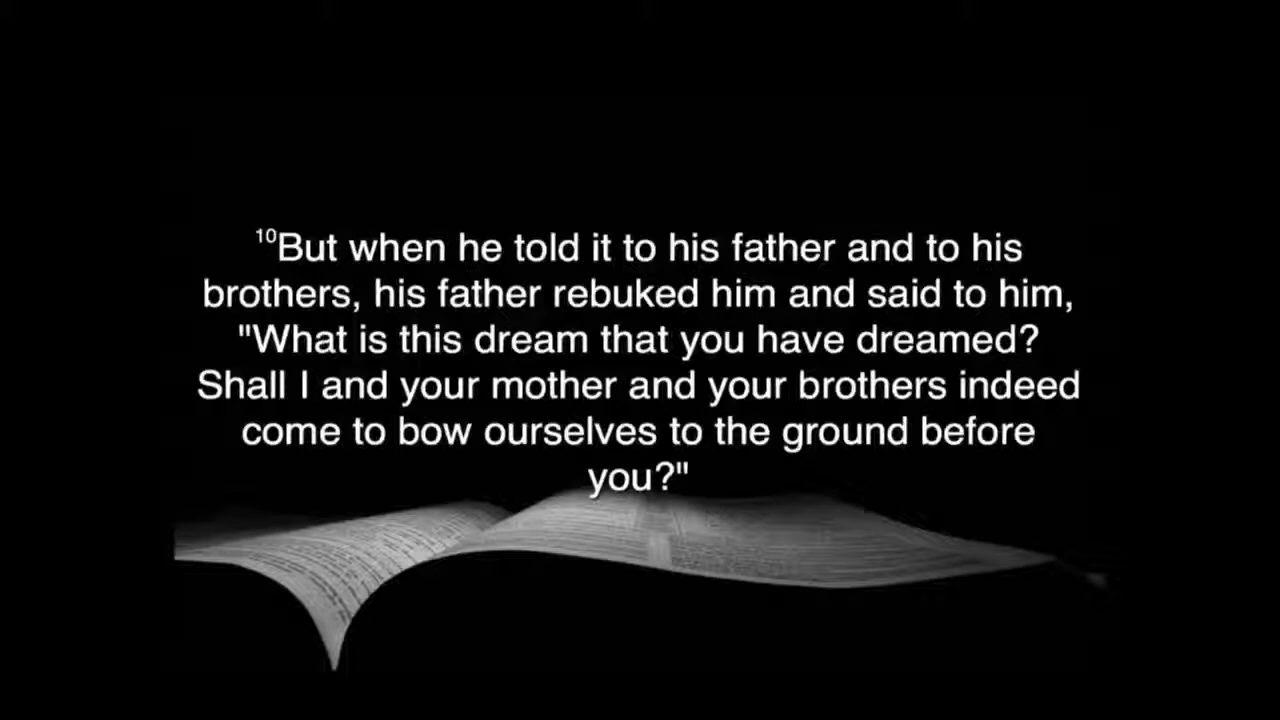 ¹⁰But when he told it to his father and to his
brothers, his father rebuked him and said to him,
"What is this dream that you have dreamed?
Shall I and your mother and your brothers indeed
come to bow ourselves to the ground before
you?"